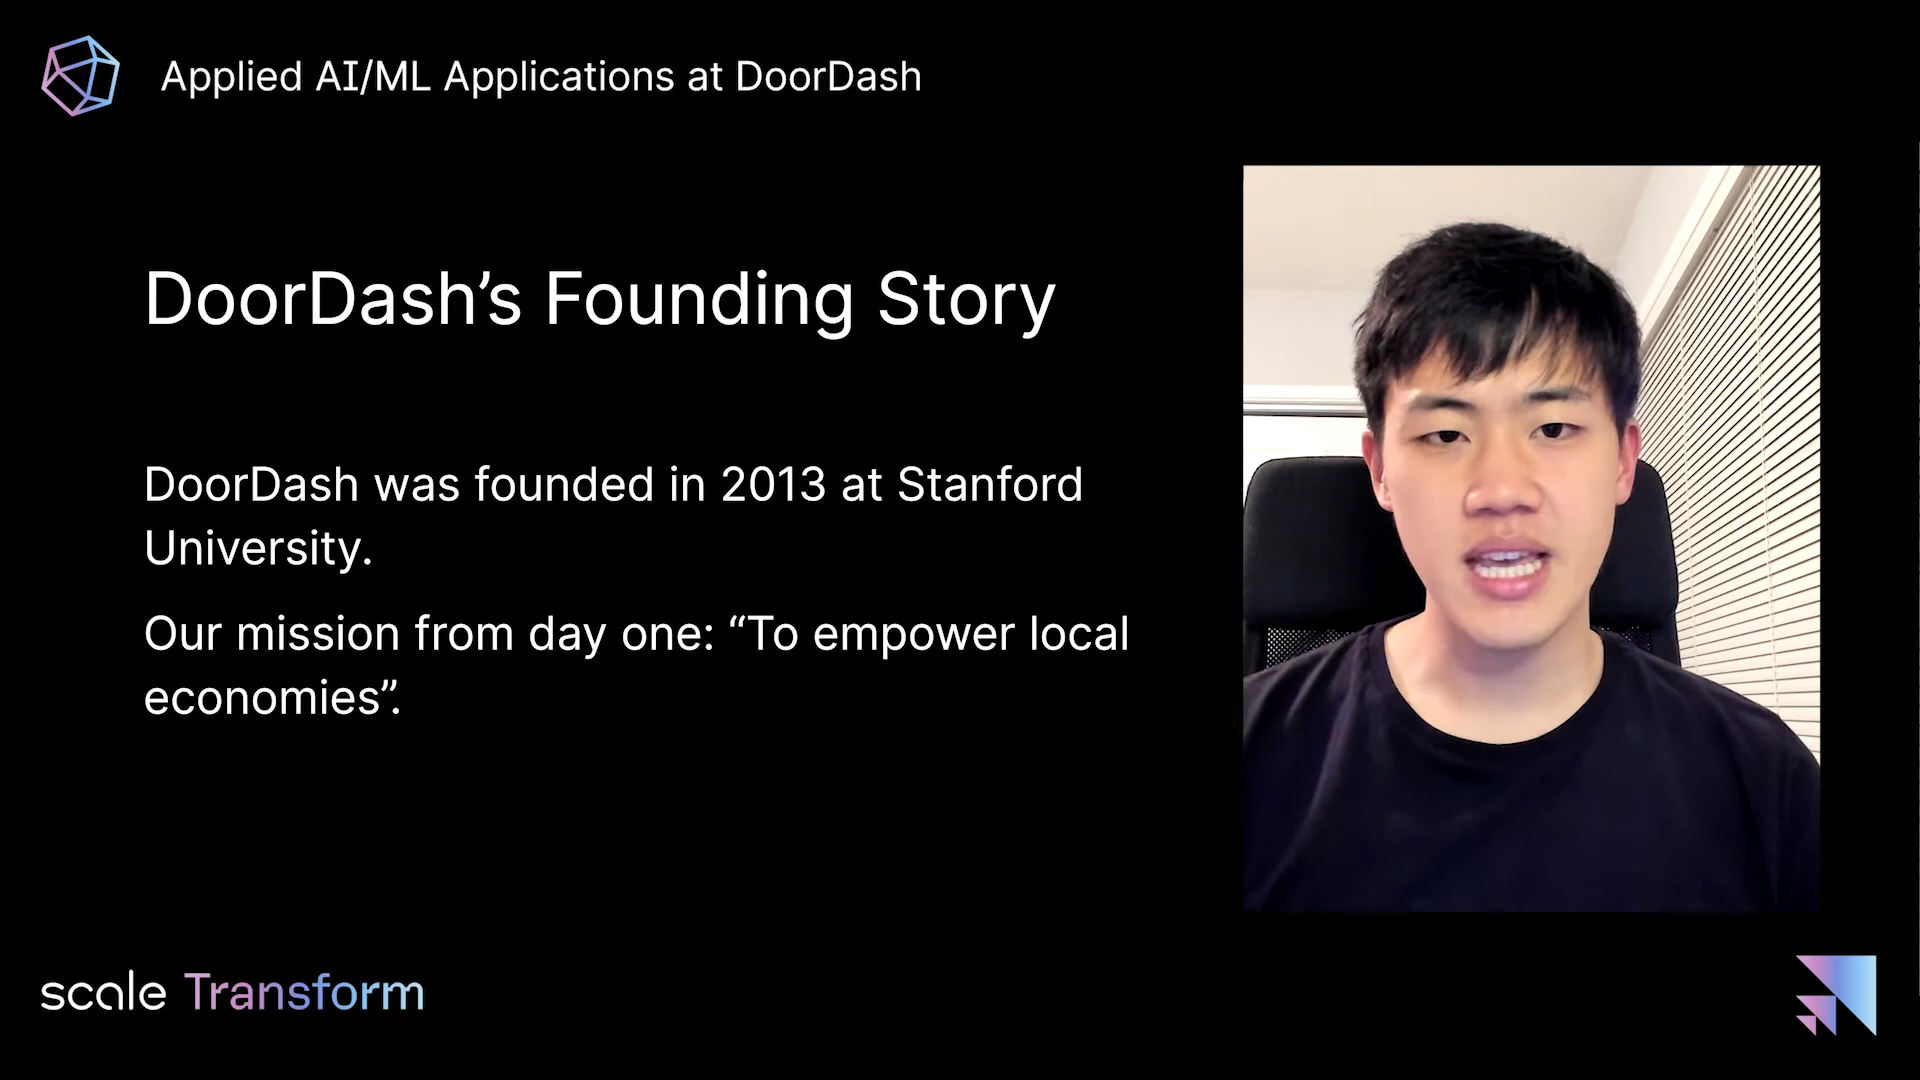 Applied AI/ML Applications at DoorDash
DoorDash’s Founding Story
DoorDash was founded in 2013 at Stanford
University.
Our mission from day one: “To empower local
economies”.
scale Transform